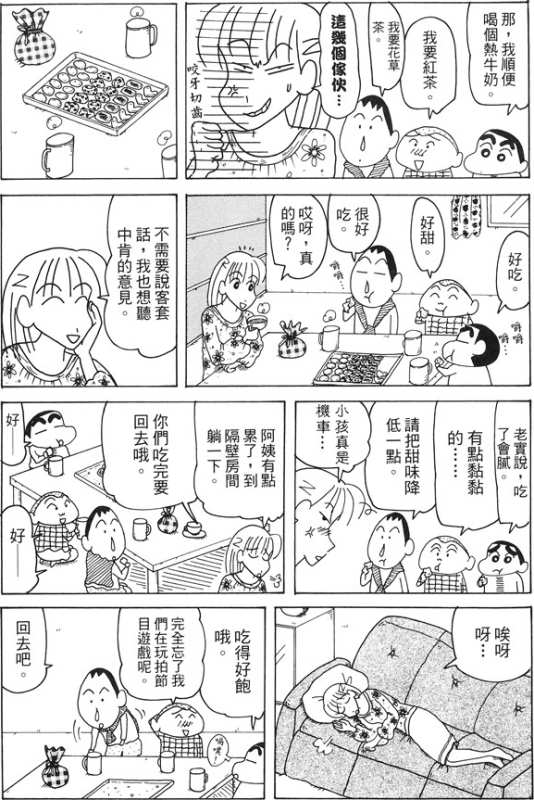 那，我順便
喝個熱牛奶。
我要紅茶。
我要花草
茶。
這幾個傢伙…
咬牙切齒
好吃。
嚼
嚼…
好甜。
很好
吃。
嚼嚼
哎呀，真
的嗎？
不需要說客套
話，我也想聽
中肯的意見。
老實說，吃
了會膩。
有點黏黏
的……
請把甜味降
低一點。
小孩真是
機車…
阿姨有點
累了，到
隔壁房間
躺一下。
你們吃完要
回去哦。
好——
好——
唉呀
呀…
吃得好飽
哦。
完全忘了我
們在玩拍節
目遊戲呢。
回去吧。